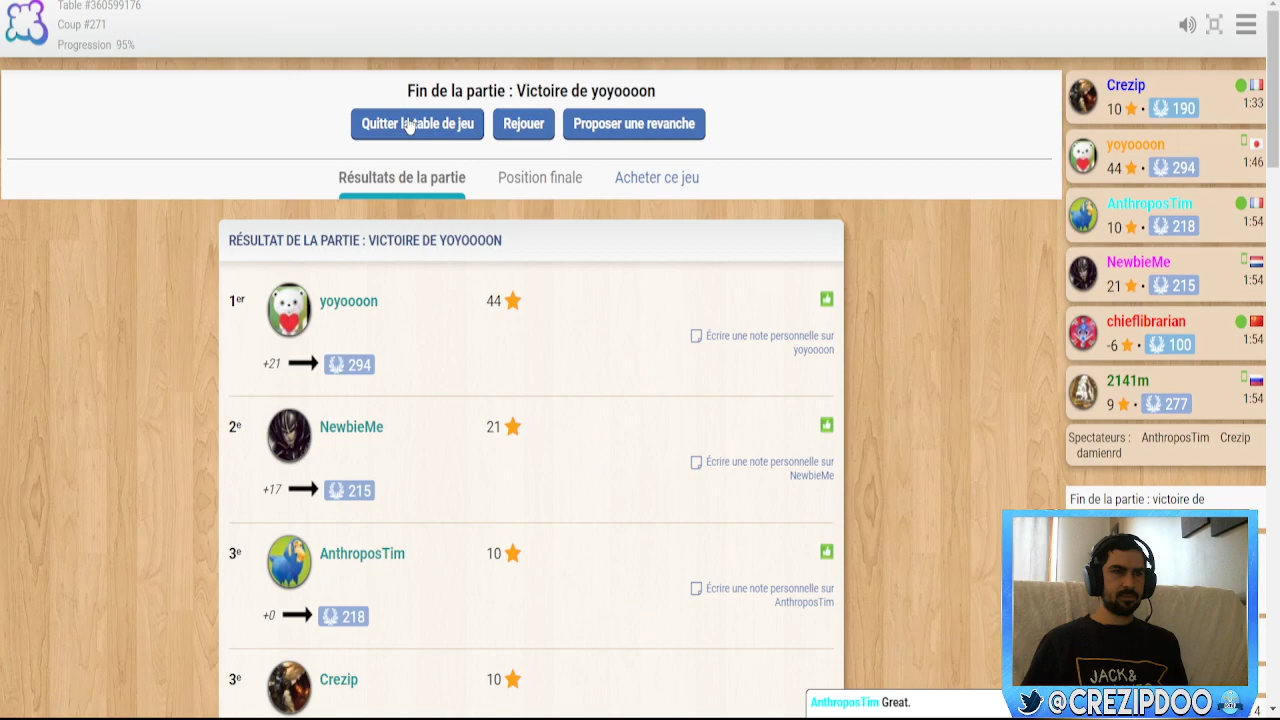 Table #360599176
Coup #271
Progression 95%
Fin de la partie : Victoire de yoyoooon
Quitter la table de jeu Rejouer Proposer une revanche
Résultats de la partie Position finale Acheter ce jeu
RÉSULTAT DE LA PARTIE : VICTOIRE DE YOYOOOON
1er yoyoooon 44
Écrire une note personnelle sur
yoyoooon
+21 294
2e NewbieMe 21
Écrire une note personnelle sur
NewbieMe
+17 215
3e AnthroposTim 10
Écrire une note personnelle sur
AnthroposTim
+0 218
3e Crezip 10
Crezip
10 • 190 1:33
yoyoooon
44 • 294 1:46
AnthroposTim
10 • 218 1:54
NewbieMe
21 • 215 1:54
chieflibrarian
-6 • 100 1:54
2141m
9 • 277 1:54
Spectateurs : AnthroposTim Crezip
damienrd
Fin de la partie : victoire de
JACK&
AnthroposTim Great.
@CREZIPDOO
4